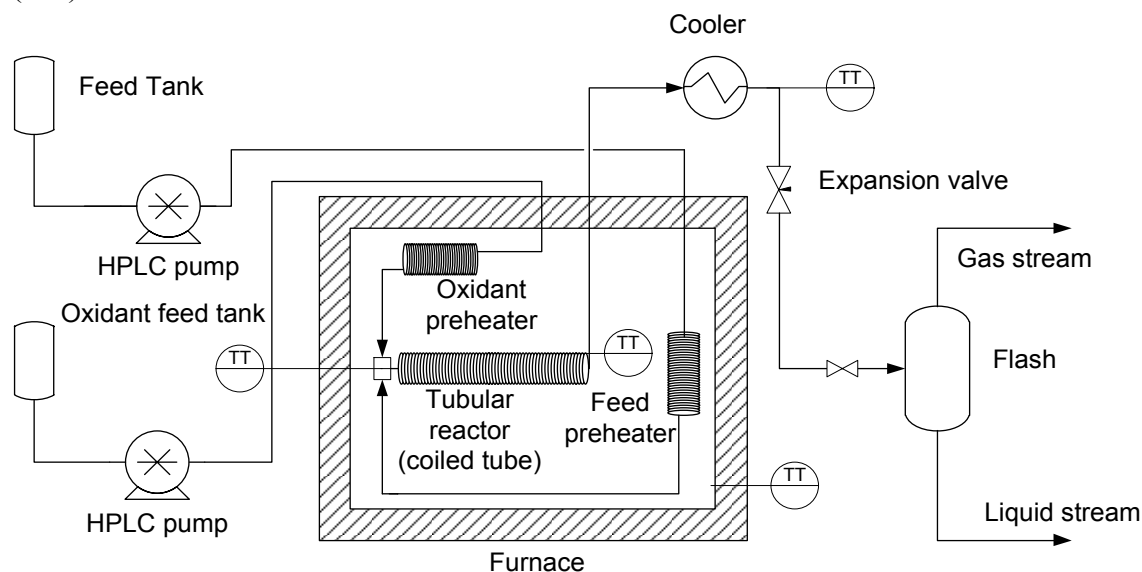 Cooler
Feed Tank
TT
Expansion valve
HPLC pump
Gas stream
Oxidant
preheater
Oxidant feed tank
TT
TT
Flash
Tubular
reactor
(coiled tube)
Feed
preheater
TT
HPLC pump
Liquid stream
Furnace